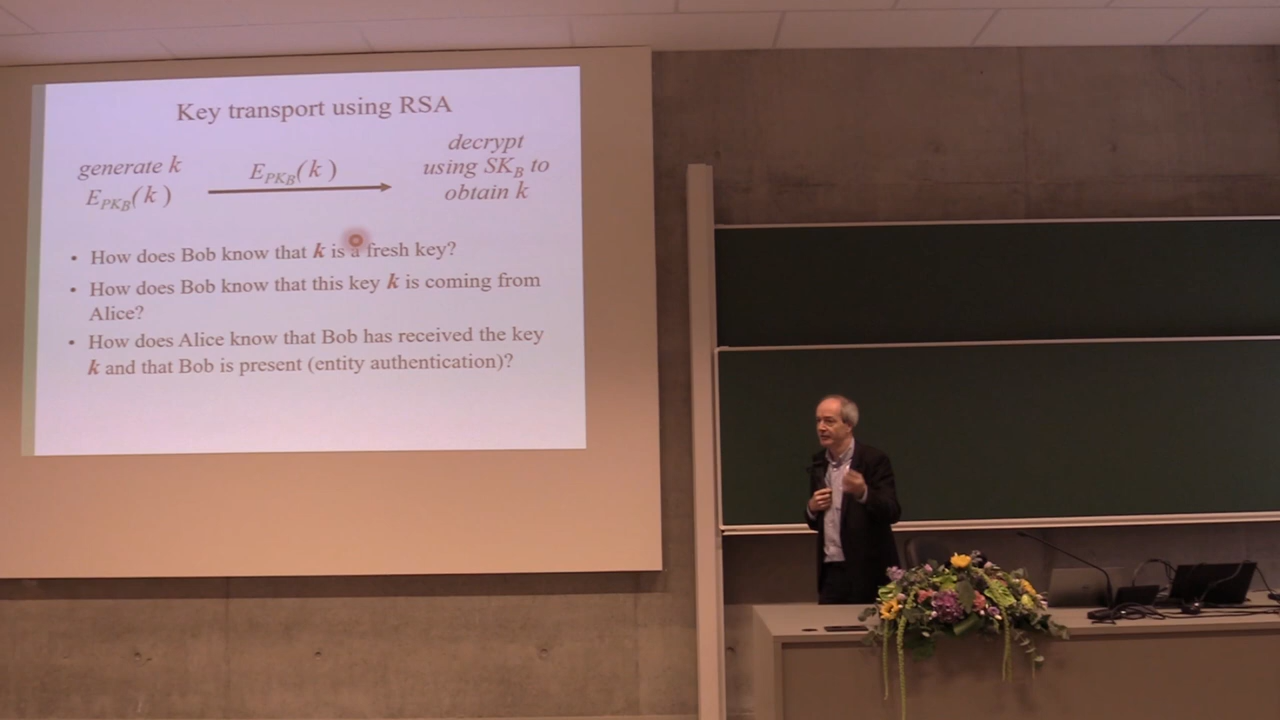 Key transport using RSA
generate k
E_PKB(k)
E_PKB(k)
decrypt
using SK_B to
obtain k
• How does Bob know that k is a fresh key?
• How does Bob know that this key k is coming from
Alice?
• How does Alice know that Bob has received the key
k and that Bob is present (entity authentication)?